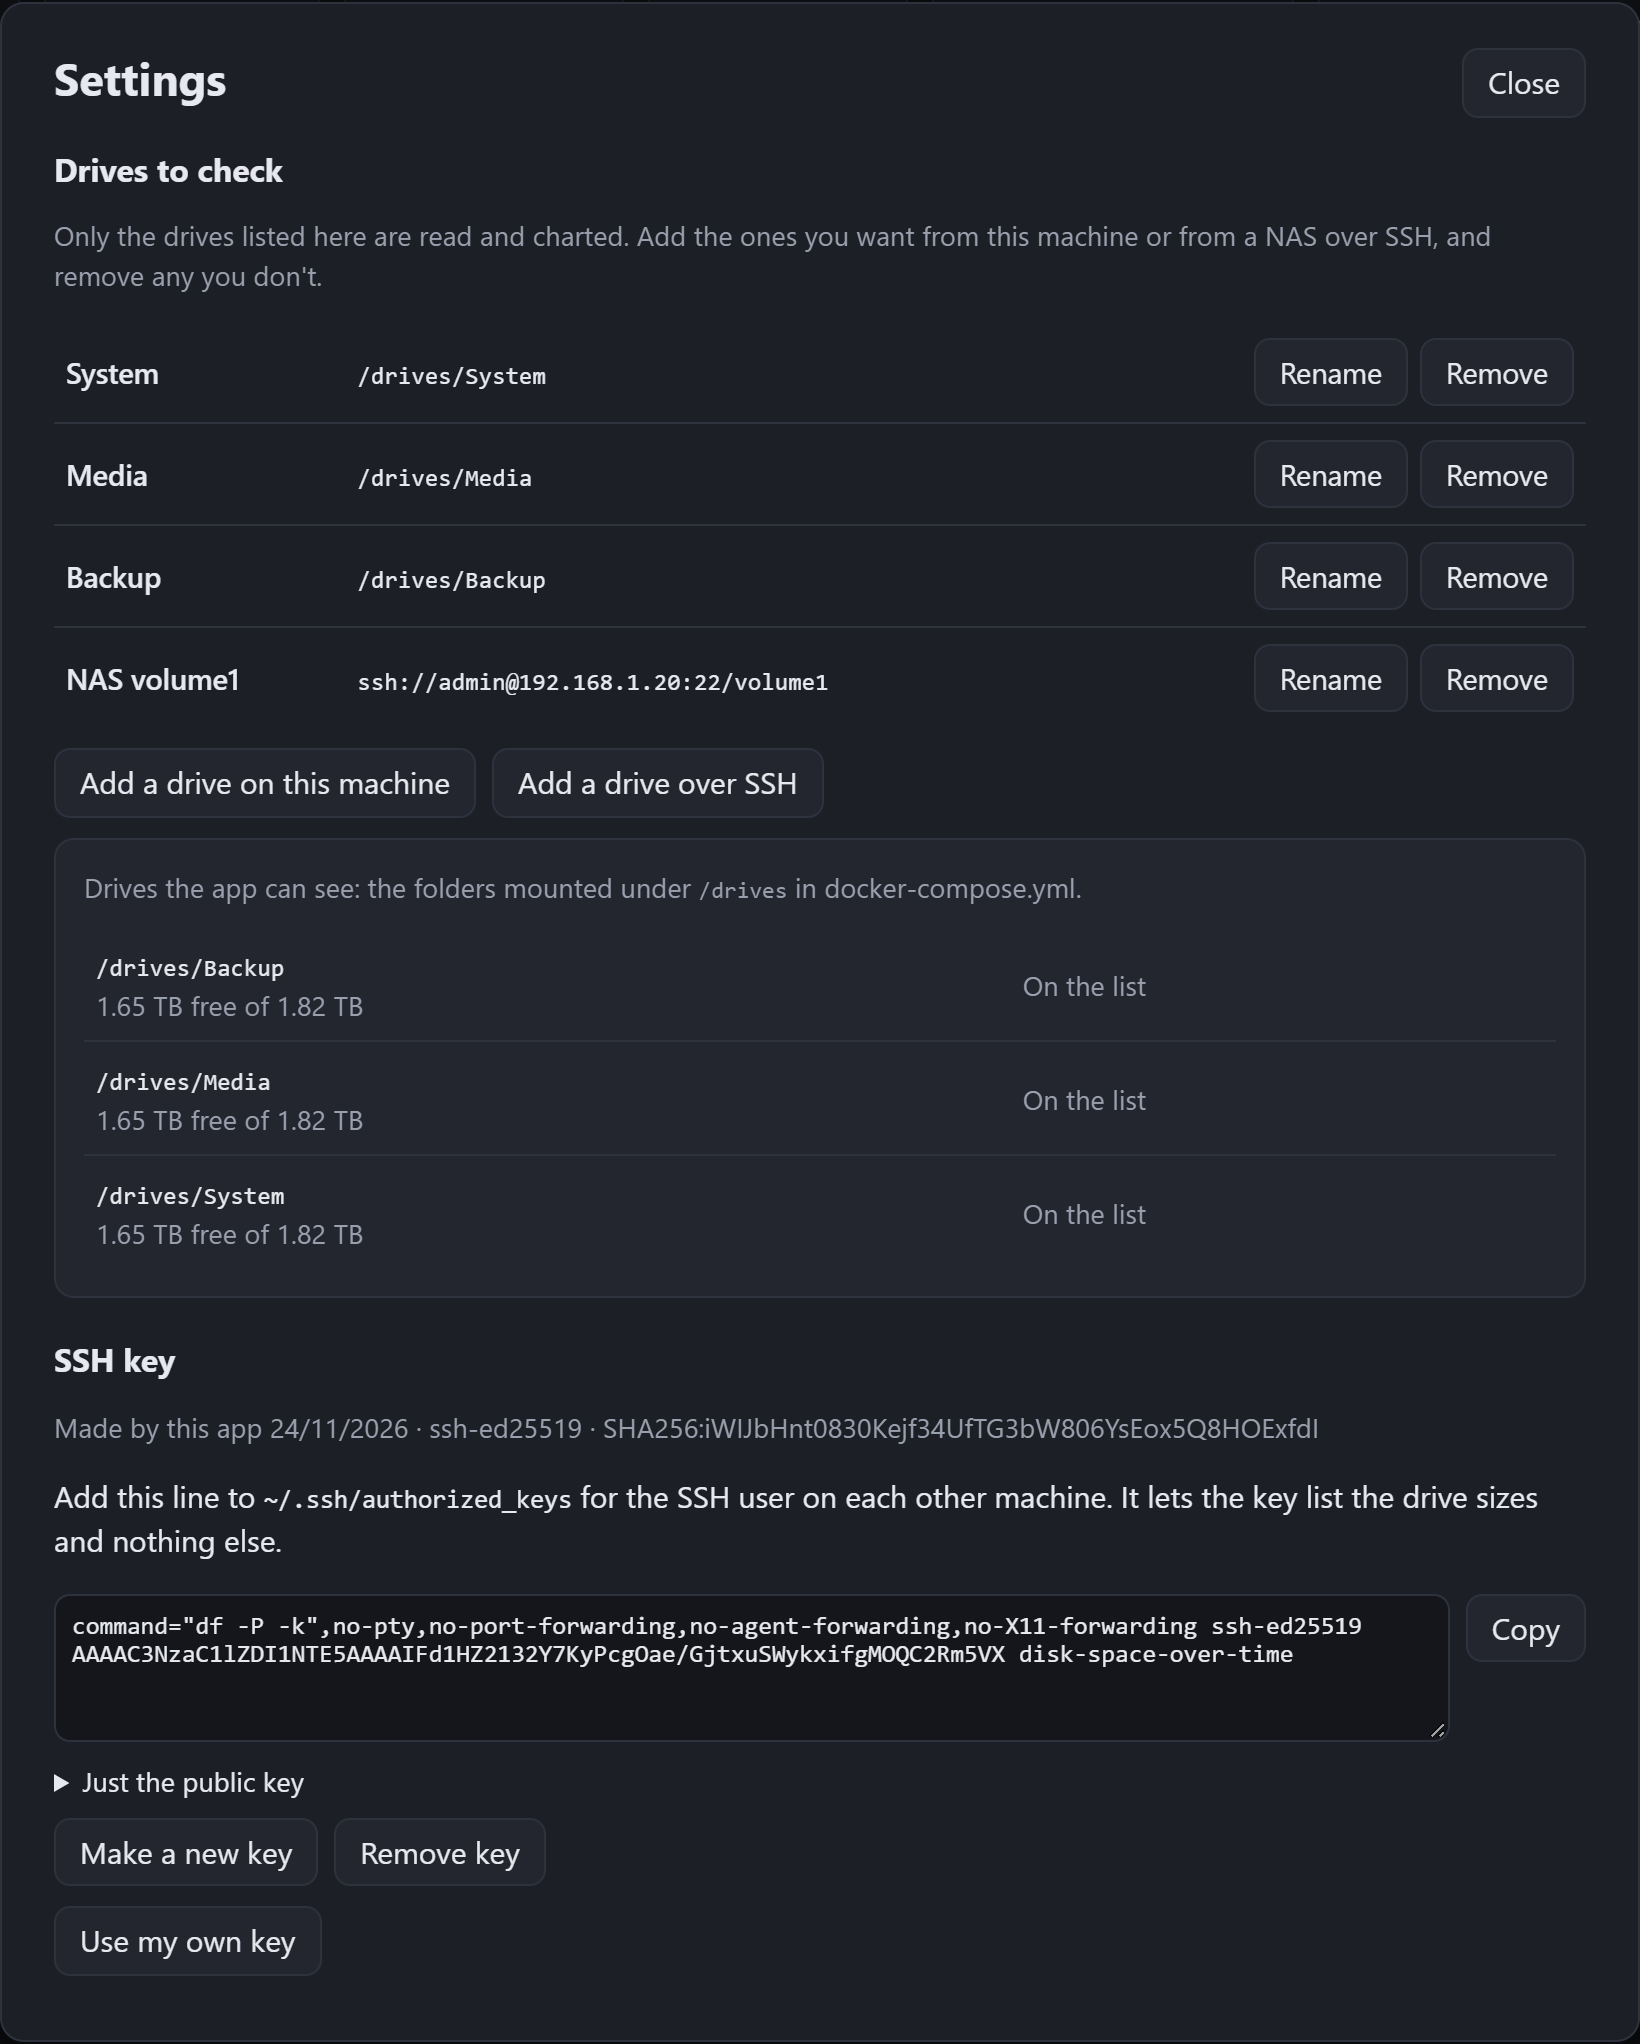 Settings
Close
Drives to check
Only the drives listed here are read and charted. Add the ones you want from this machine or from a NAS over SSH, and
remove any you don't.
System /drives/System Rename Remove
Media /drives/Media Rename Remove
Backup /drives/Backup Rename Remove
NAS volume1 ssh://admin@192.168.1.20:22/volume1 Rename Remove
Add a drive on this machine Add a drive over SSH
Drives the app can see: the folders mounted under /drives in docker-compose.yml.
/drives/Backup
1.65 TB free of 1.82 TB
On the list
/drives/Media
1.65 TB free of 1.82 TB
On the list
/drives/System
1.65 TB free of 1.82 TB
On the list
SSH key
Made by this app 24/11/2026 · ssh-ed25519 · SHA256:iWIJbHnt0830Kejf34UfTG3bW806YsEox5Q8HOExfdI
Add this line to ~/.ssh/authorized_keys for the SSH user on each other machine. It lets the key list the drive sizes
and nothing else.
command="df -P -k",no-pty,no-port-forwarding,no-agent-forwarding,no-X11-forwarding ssh-ed25519
AAAAC3NzaC1lZDI1NTE5AAAAIFd1HZ2132Y7KyPcgOae/GjtxuSWykxifgMOQC2Rm5VX disk-space-over-time
Copy
▶ Just the public key
Make a new key Remove key
Use my own key